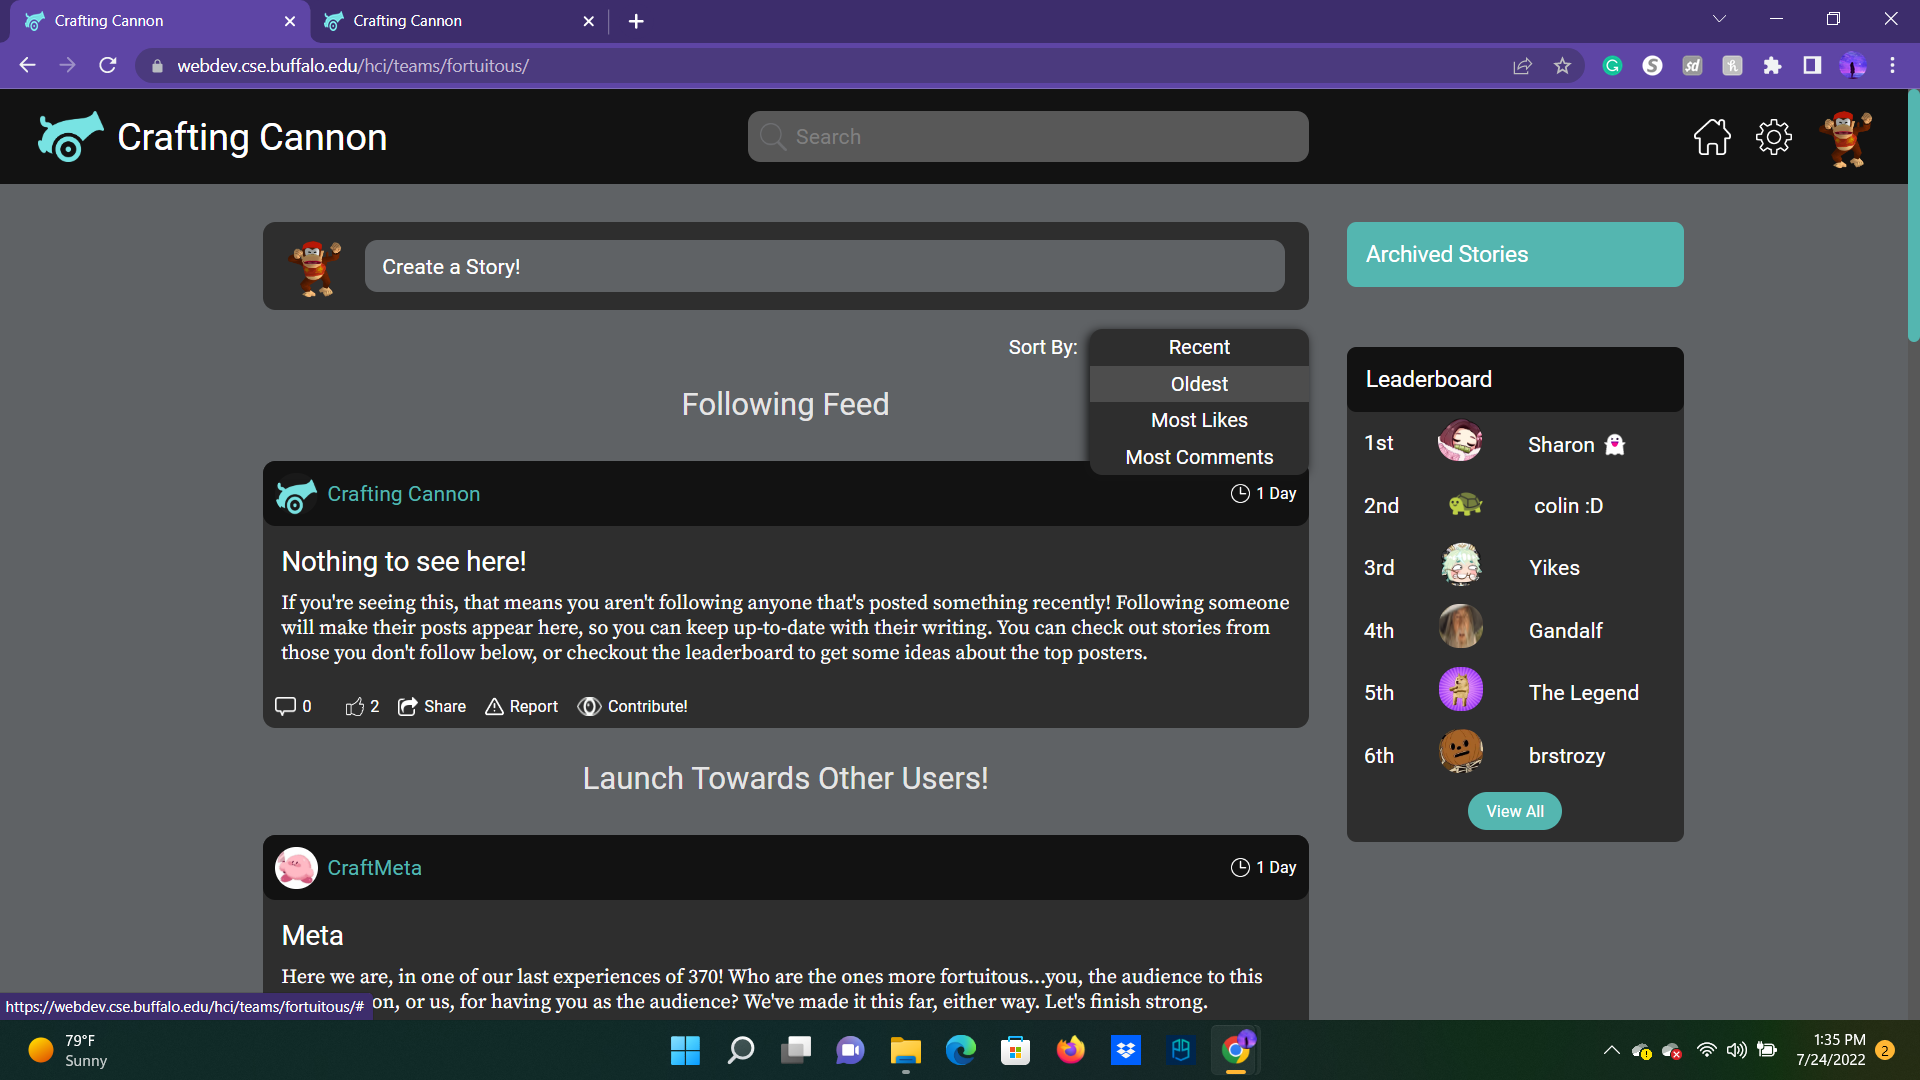 Crafting Cannon
Crafting Cannon
webdev.cse.buffalo.edu/hci/teams/fortuitous/
Crafting Cannon
Search
Create a Story!
Archived Stories
Sort By:
Recent
Oldest
Most Likes
Most Comments
Following Feed
Crafting Cannon
1 Day
Nothing to see here!
If you're seeing this, that means you aren't following anyone that's posted something recently! Following someone
will make their posts appear here, so you can keep up-to-date with their writing. You can check out stories from
those you don't follow below, or checkout the leaderboard to get some ideas about the top posters.
0 2 Share Report Contribute!
Leaderboard
1st Sharon 👻
2nd colin :D
3rd Yikes
4th Gandalf
5th The Legend
6th brstrozy
View All
Launch Towards Other Users!
CraftMeta
1 Day
Meta
Here we are, in one of our last experiences of 370! Who are the ones more fortuitous...you, the audience to this
on, or us, for having you as the audience? We've made it this far, either way. Let's finish strong.
https://webdev.cse.buffalo.edu/hci/teams/fortuitous/#
79°F
Sunny
1:35 PM
7/24/2022
2